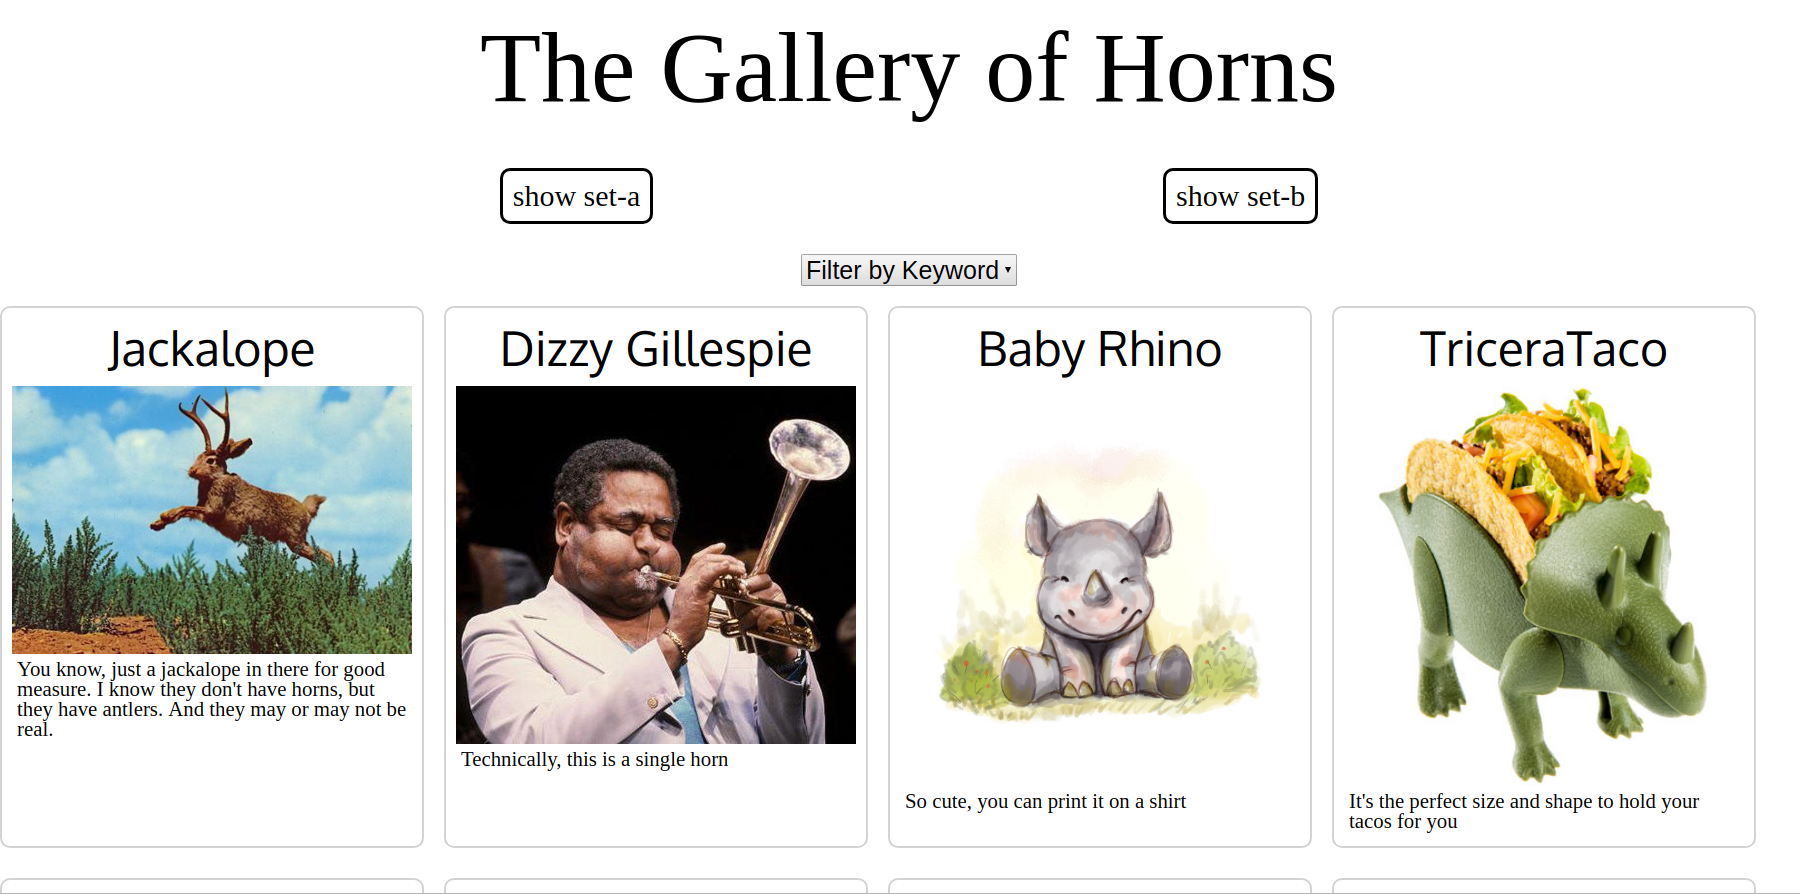 The Gallery of Horns
show set-a
show set-b
Filter by Keyword
Jackalope
You know, just a jackalope in there for good
measure. I know they don't have horns, but
they have antlers. And they may or may not be
real.
Dizzy Gillespie
Technically, this is a single horn
Baby Rhino
So cute, you can print it on a shirt
TriceraTaco
It's the perfect size and shape to hold your
tacos for you